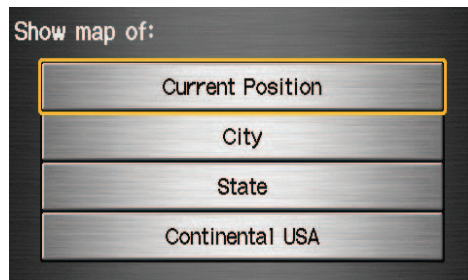 Show map of:
Current Position
City
State
Continental USA